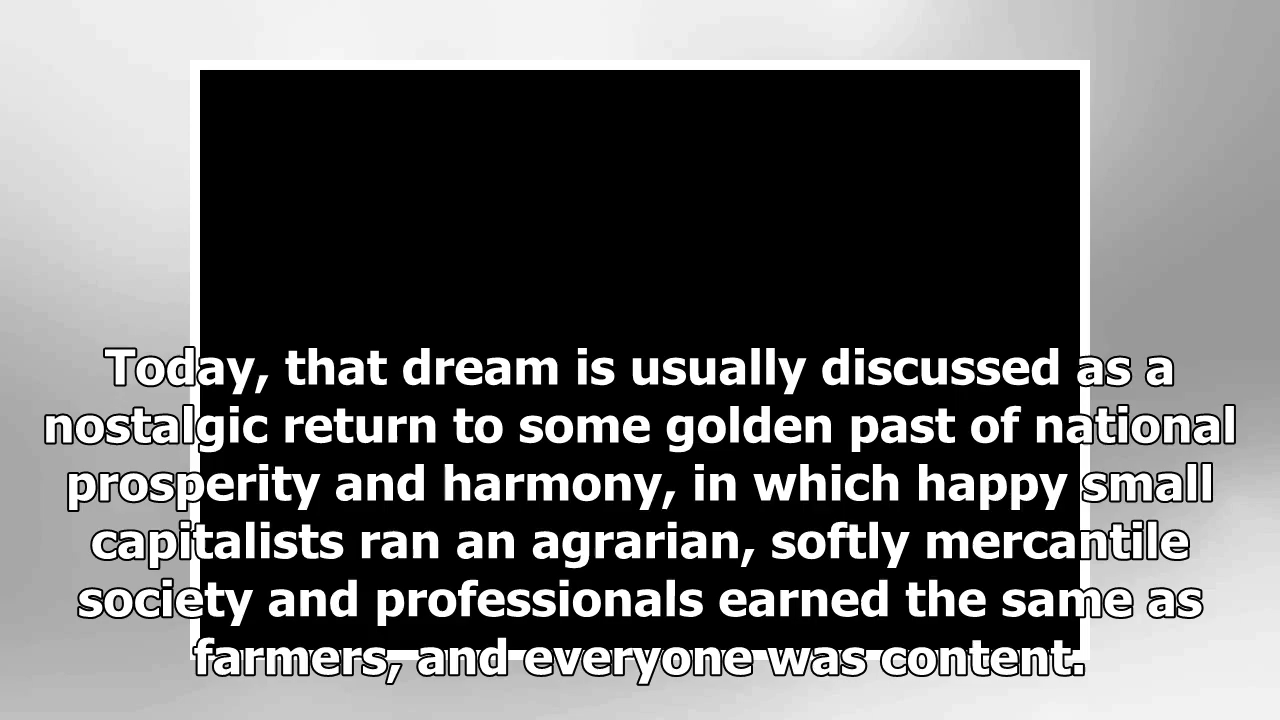 Today, that dream is usually discussed as a
nostalgic return to some golden past of national
prosperity and harmony, in which happy small
capitalists ran an agrarian, softly mercantile
society and professionals earned the same as
farmers, and everyone was content.